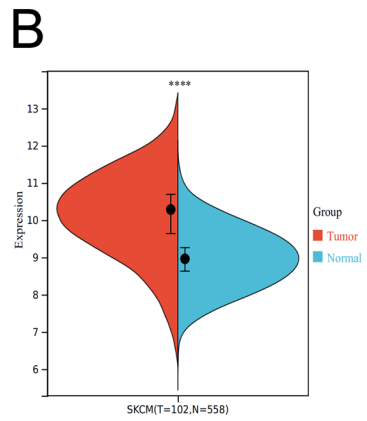 B
****
13
12
11
10
9
8
7
6
Expression
SKCM(T=102,N=558)
Group
Tumor
Normal